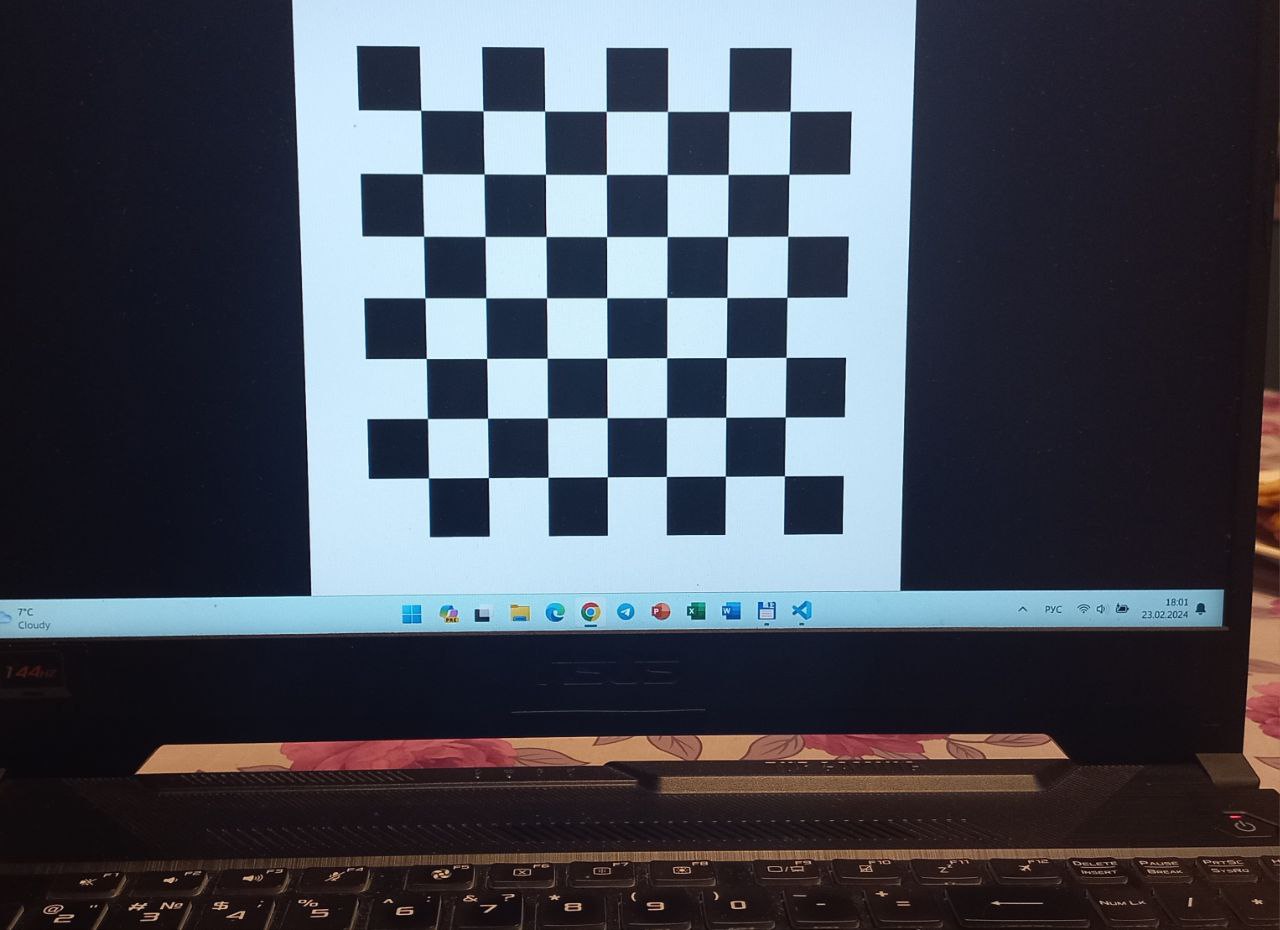 7°C
Cloudy
PRE
РУС
18:01
23.02.2024
144Hz
ASUS
F1 F2 F3 F4 F5 F6 F7 F8 F9 F10 F11 F12 DELETE INSERT PAUSE BREAK PRTSC SYSRQ
@ " 2 # № 3 $ ; 4 % 5 ^ : 6 & ? 7 * 8 ( 9 ) 0 - + = NUM LK / *